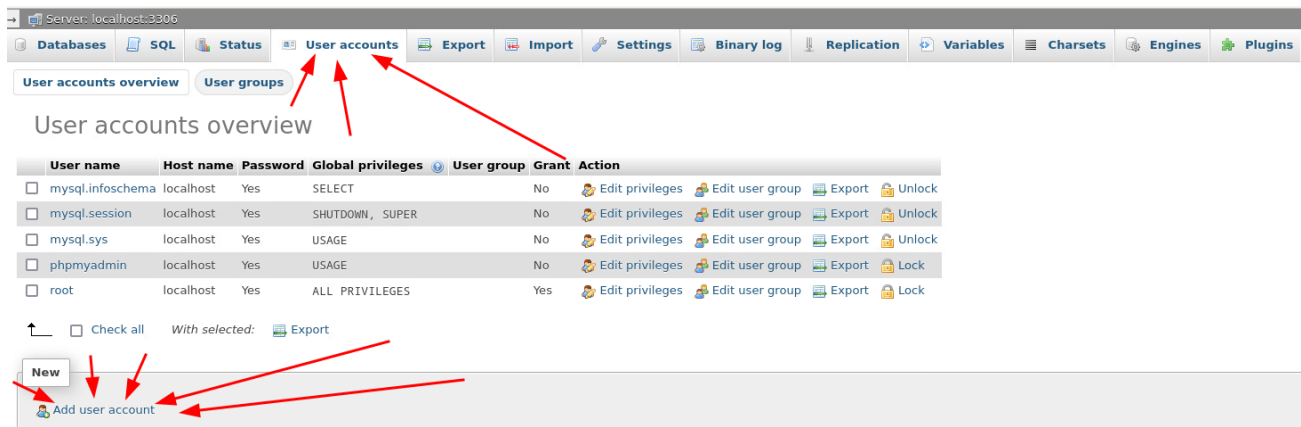 Server: localhost:3306
Databases SQL Status User accounts Export Import Settings Binary log Replication Variables Charsets Engines Plugins
User accounts overview User groups
User accounts overview
User name Host name Password Global privileges User group Grant Action
mysql.infoschema localhost Yes SELECT No Edit privileges Edit user group Export Unlock
mysql.session localhost Yes SHUTDOWN, SUPER No Edit privileges Edit user group Export Unlock
mysql.sys localhost Yes USAGE No Edit privileges Edit user group Export Unlock
phpmyadmin localhost Yes USAGE No Edit privileges Edit user group Export Lock
root localhost Yes ALL PRIVILEGES Yes Edit privileges Edit user group Export Lock
Check all With selected: Export
New
Add user account